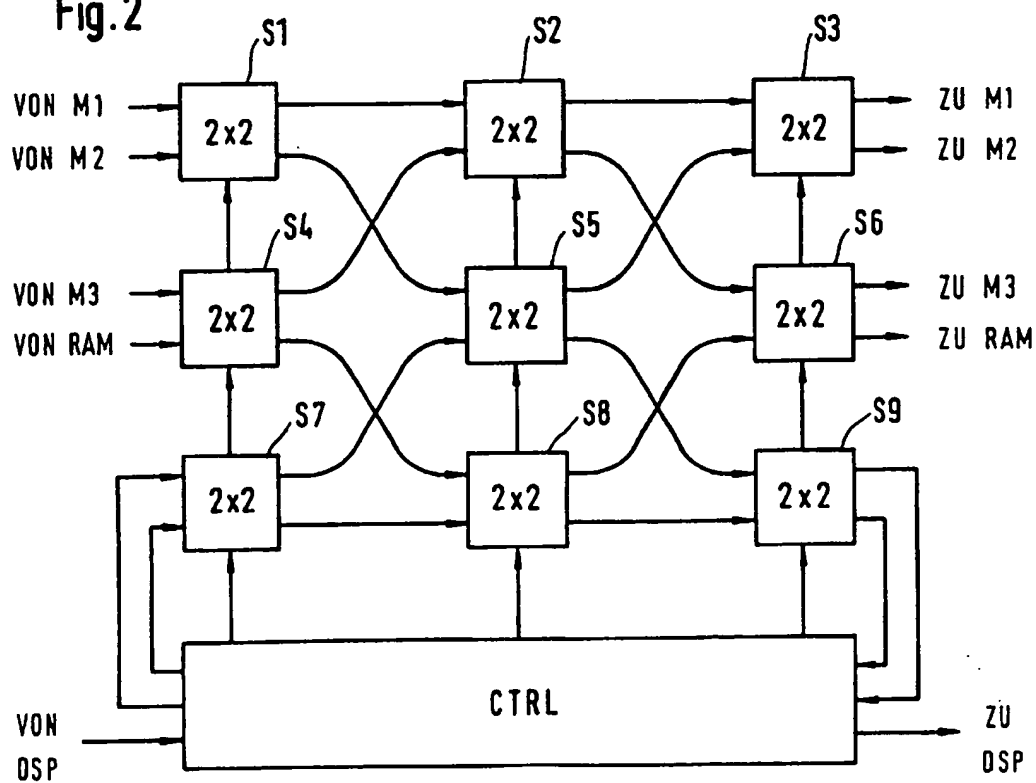 Fig.2
S1
S2
S3
VON M1
2x2
2x2
2x2
ZU M1
VON M2
ZU M2
S4
S5
S6
VON M3
2x2
2x2
2x2
ZU M3
VON RAM
ZU RAM
S7
S8
S9
2x2
2x2
2x2
CTRL
VON
OSP
ZU
OSP